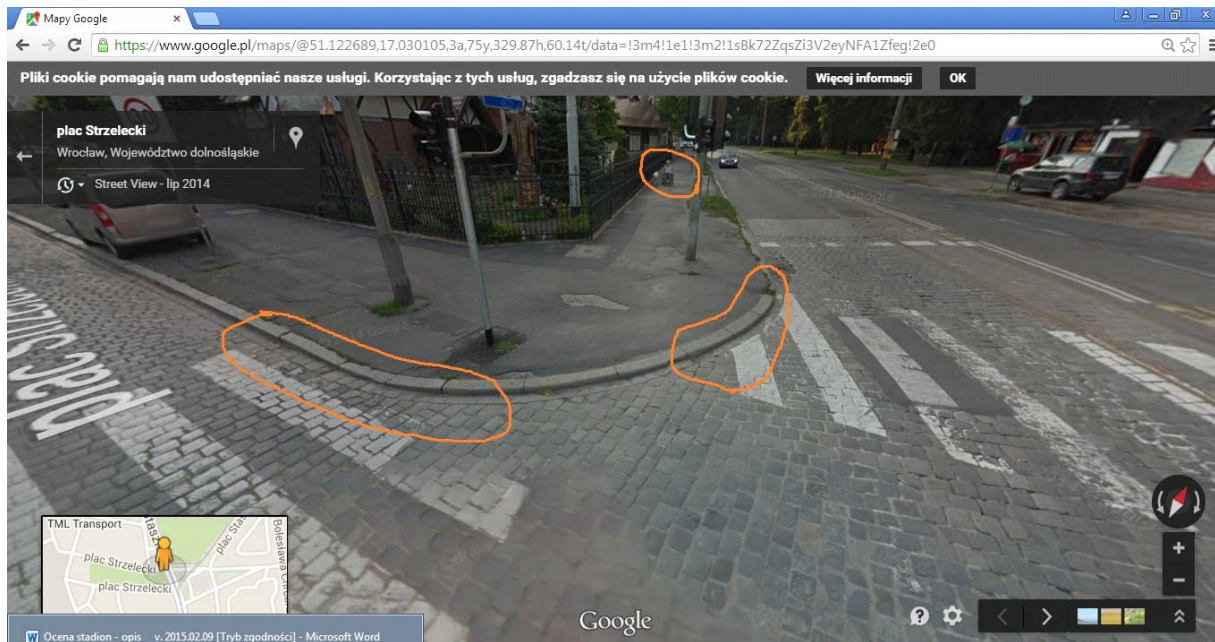 Mapy Google
https://www.google.pl/maps/@51.122689,17.030105,3a,75y,329.87h,60.14t/data=!3m4!1e1!3m2!1sBk72ZqsZi3V2eyNFA1Zfeg!2e0
Pliki cookie pomagają nam udostępniać nasze usługi. Korzystając z tych usług, zgadzasz się na użycie plików cookie. Więcej informacji OK
plac Strzelecki
Wrocław, Województwo dolnośląskie
Street View - lip 2014
plac
TML Transport
plac Strzelecki
plac Strzelecki
Google
Ocena stadion - opis v. 2015.02.09 [Tryb zgodności] - Microsoft Word